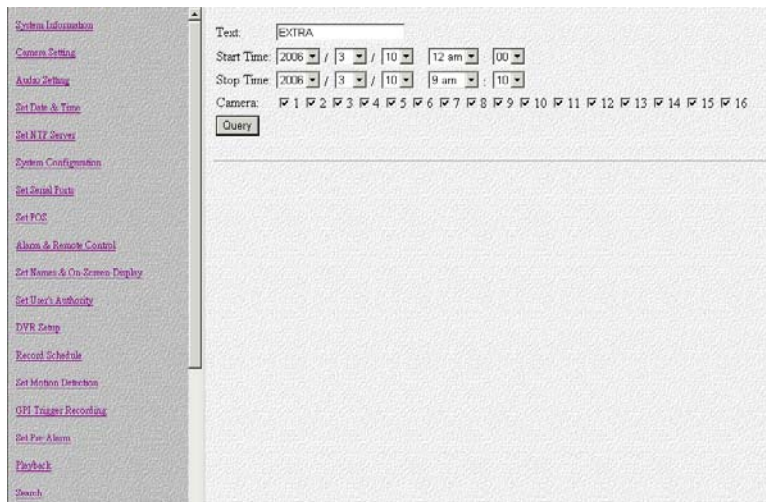 System Information
Camera Setting
Audio Setting
Set Date & Time
Set NTP Server
System Configuration
Set Serial Ports
Set POS
Alarm & Remote Control
Set Names & On-Screen Display
Set User's Authority
DVR Setup
Record Schedule
Set Motion Detection
GPI Trigger Recording
Set Pre-Alarm
Playback
Search
Text: EXTRA
Start Time: 2006 / 3 / 10 12 am : 00
Stop Time: 2006 / 3 / 10 9 am : 10
Camera: 1 2 3 4 5 6 7 8 9 10 11 12 13 14 15 16
Query